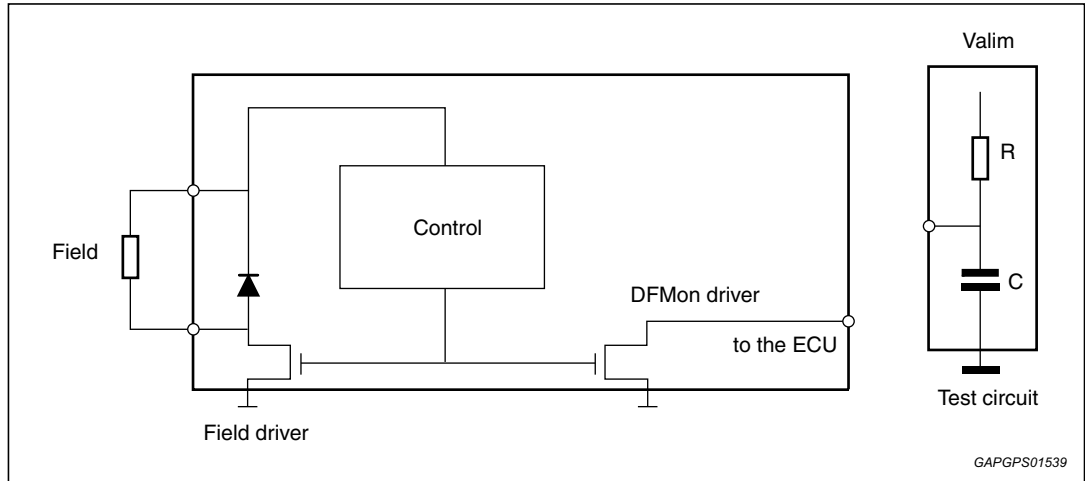 Valim
R
Control
Field
C
DFMon driver
to the ECU
Test circuit
Field driver
GAPGPS01539